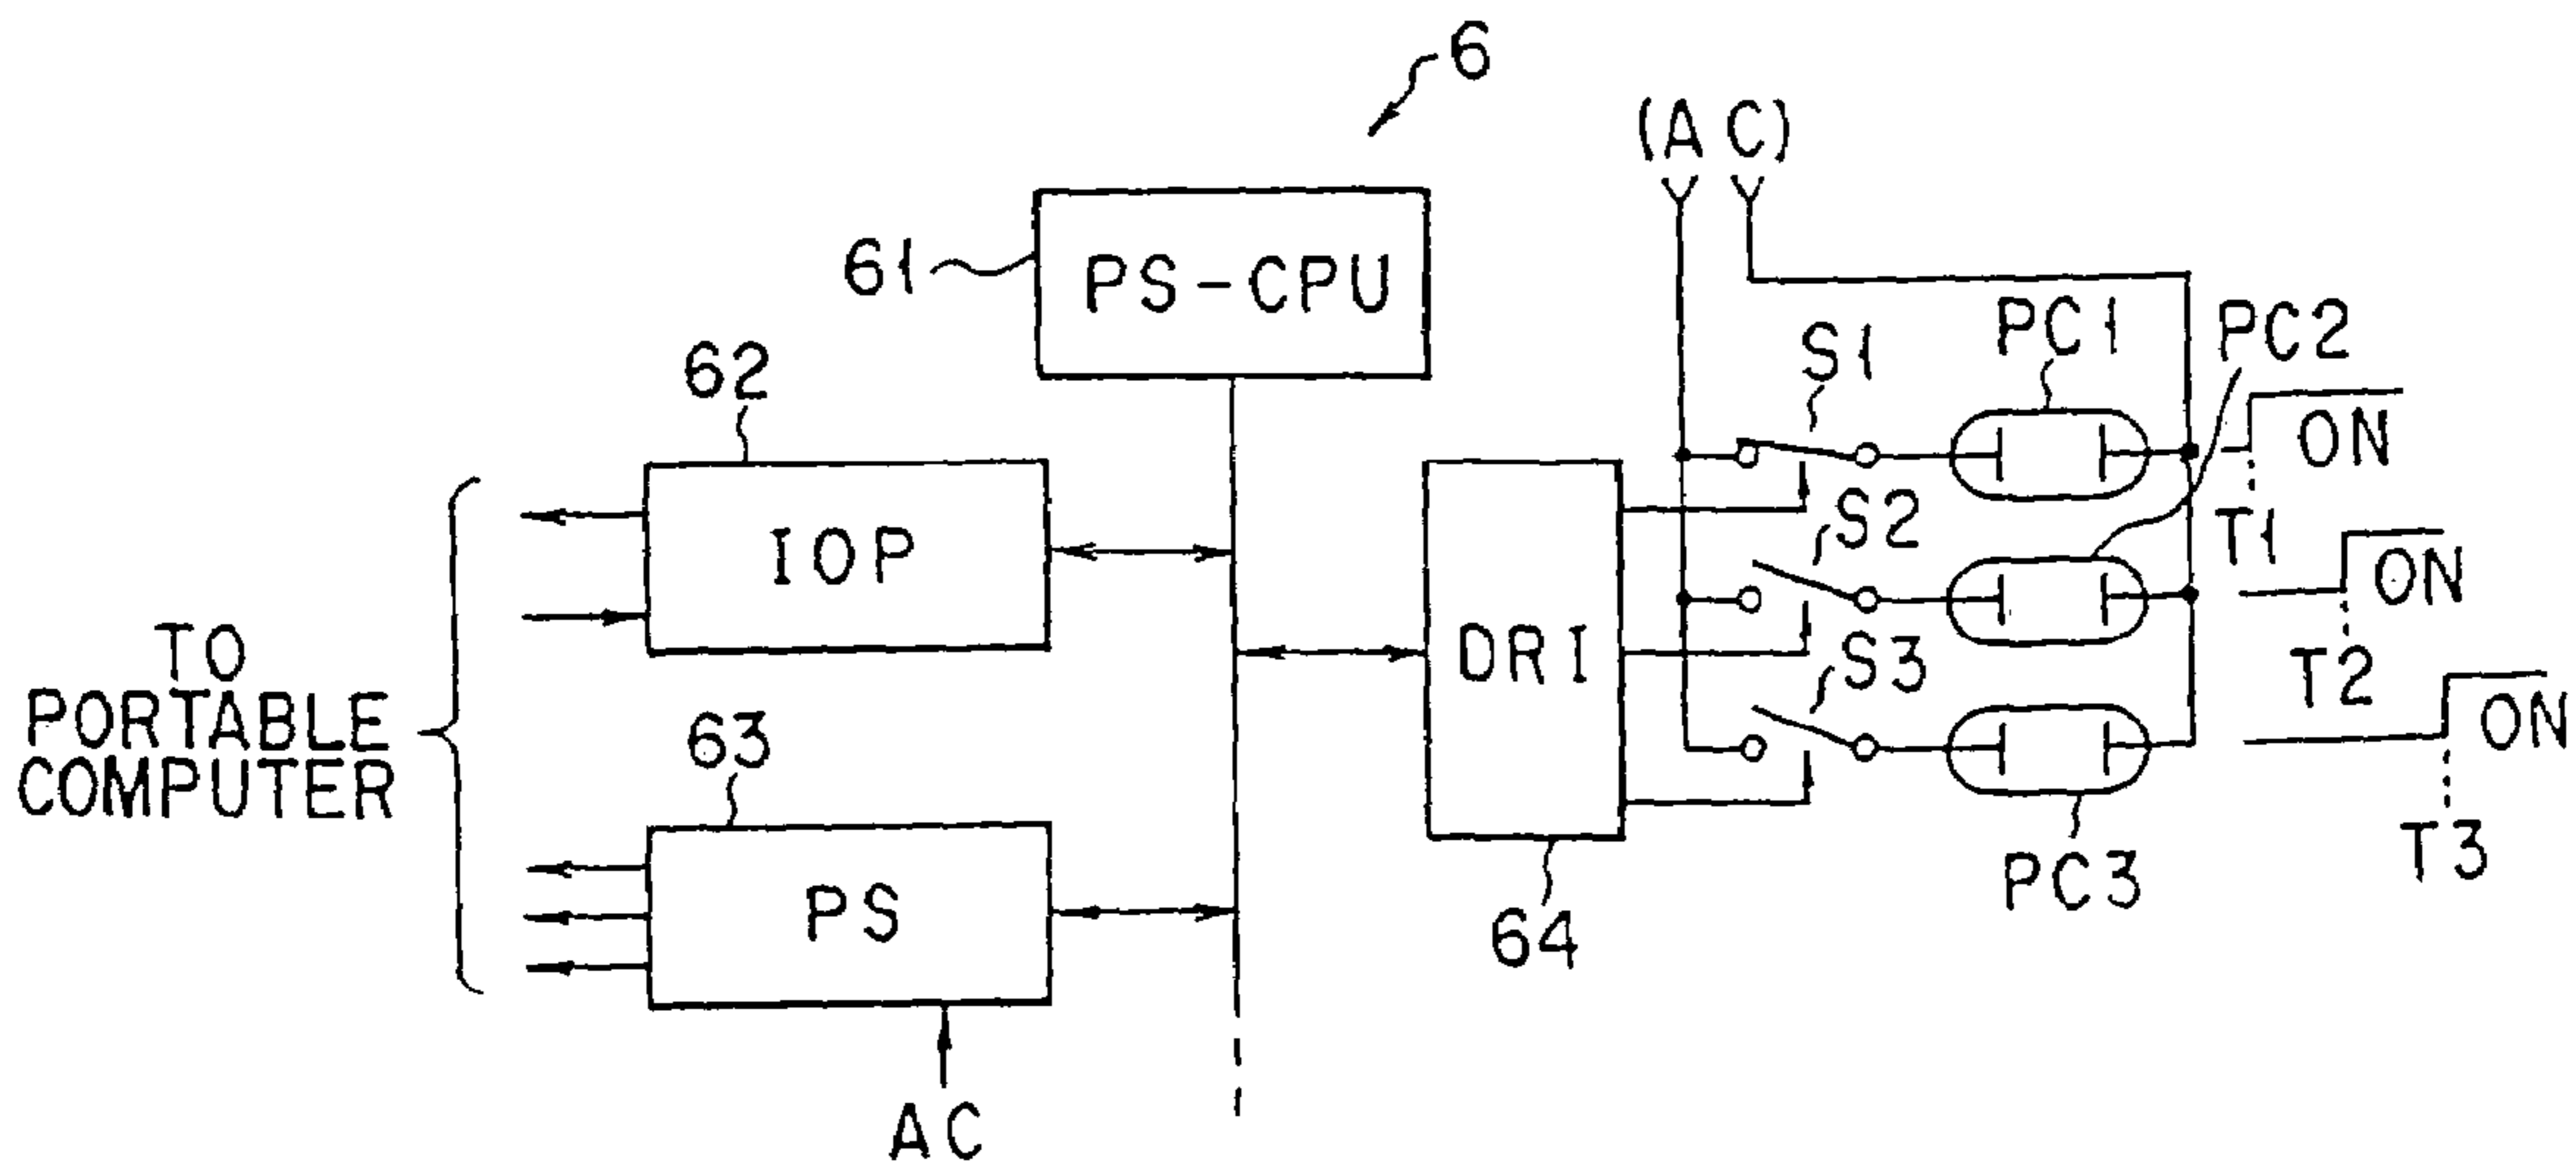 6
(AC)
61
PS-CPU
62
IOP
TO
PORTABLE
COMPUTER
63
PS
AC
DRI
64
S1
PC1
PC2
ON
T1
S2
ON
T2
S3
ON
T3
PC3